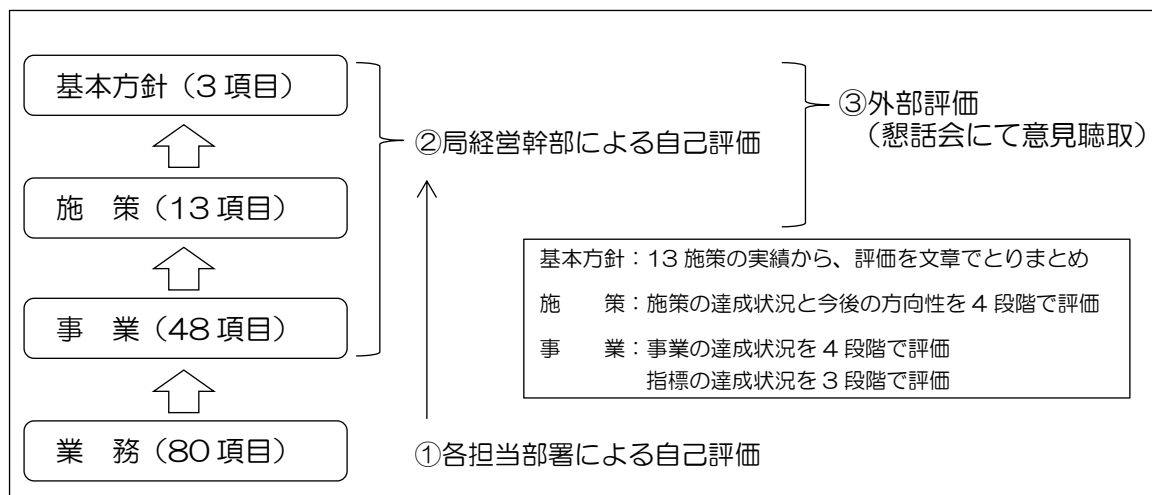 基本方針（3 項目）
施　策（13 項目）
事　業（48 項目）
業　務（80 項目）
②局経営幹部による自己評価
①各担当部署による自己評価
③外部評価
（懇話会にて意見聴取）
基本方針：13 施策の実績から、評価を文章でとりまとめ
施　　策：施策の達成状況と今後の方向性を 4 段階で評価
事　　業：事業の達成状況を 4 段階で評価
指標の達成状況を 3 段階で評価